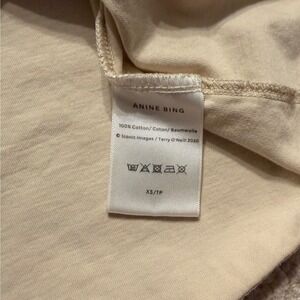 ANINE BING
100% Cotton/ Coton/ Baumwolle
© Iconic Images / Terry O'Neill 2020
XS/TP